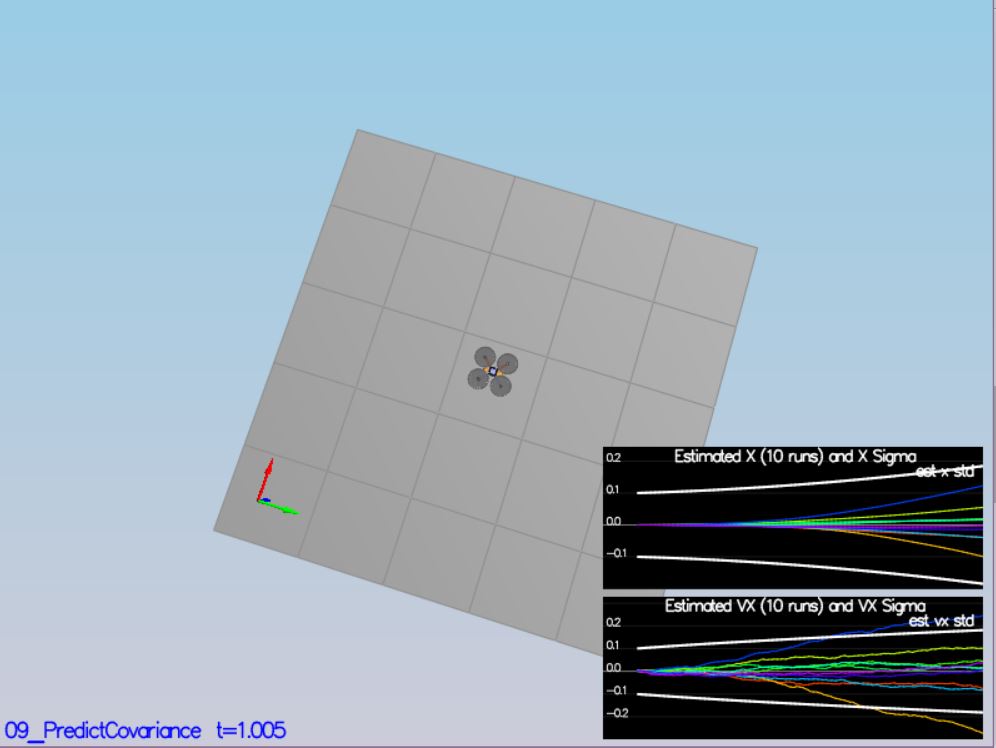 Estimated X (10 runs) and X Sigma
est x std
0.2
0.1
0.0
−0.1
Estimated VX (10 runs) and VX Sigma
est vx std
0.2
0.1
0.0
−0.1
−0.2
09_PredictCovariance t=1.005